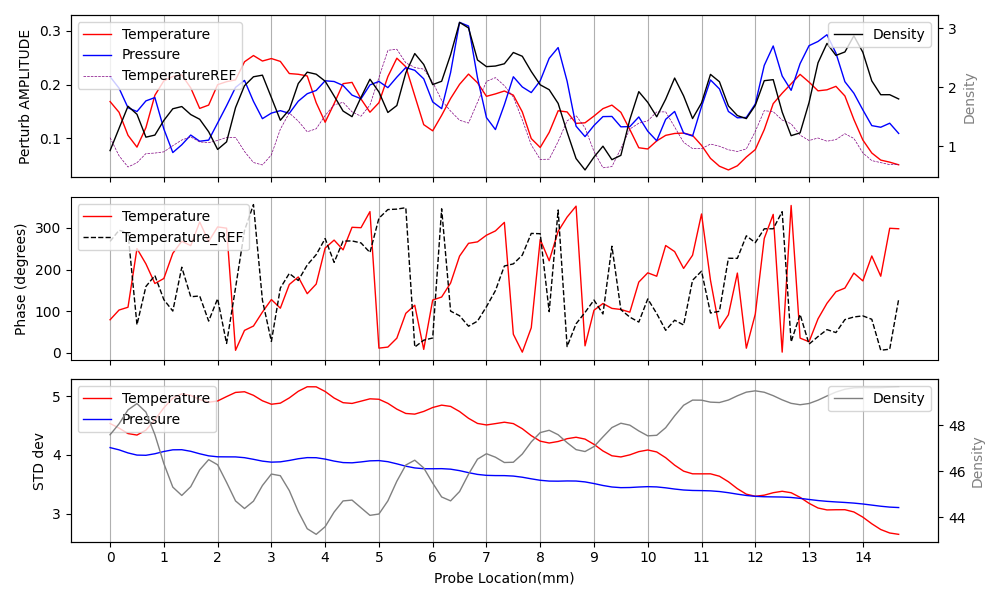 Perturb AMPLITUDE
0.3
0.2
0.1
Temperature
Pressure
TemperatureREF
Density
3
2
1
Density
Phase (degrees)
300
200
100
0
Temperature
Temperature_REF
STD dev
5
4
3
Temperature
Pressure
Density
48
46
44
Density
0 1 2 3 4 5 6 7 8 9 10 11 12 13 14
Probe Location(mm)